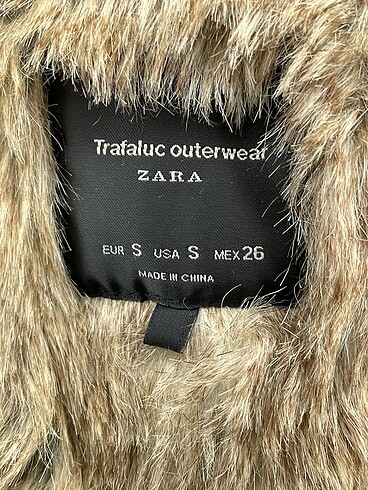 Trafaluc outerwear
ZARA
EUR S USA S MEX 26
MADE IN CHINA